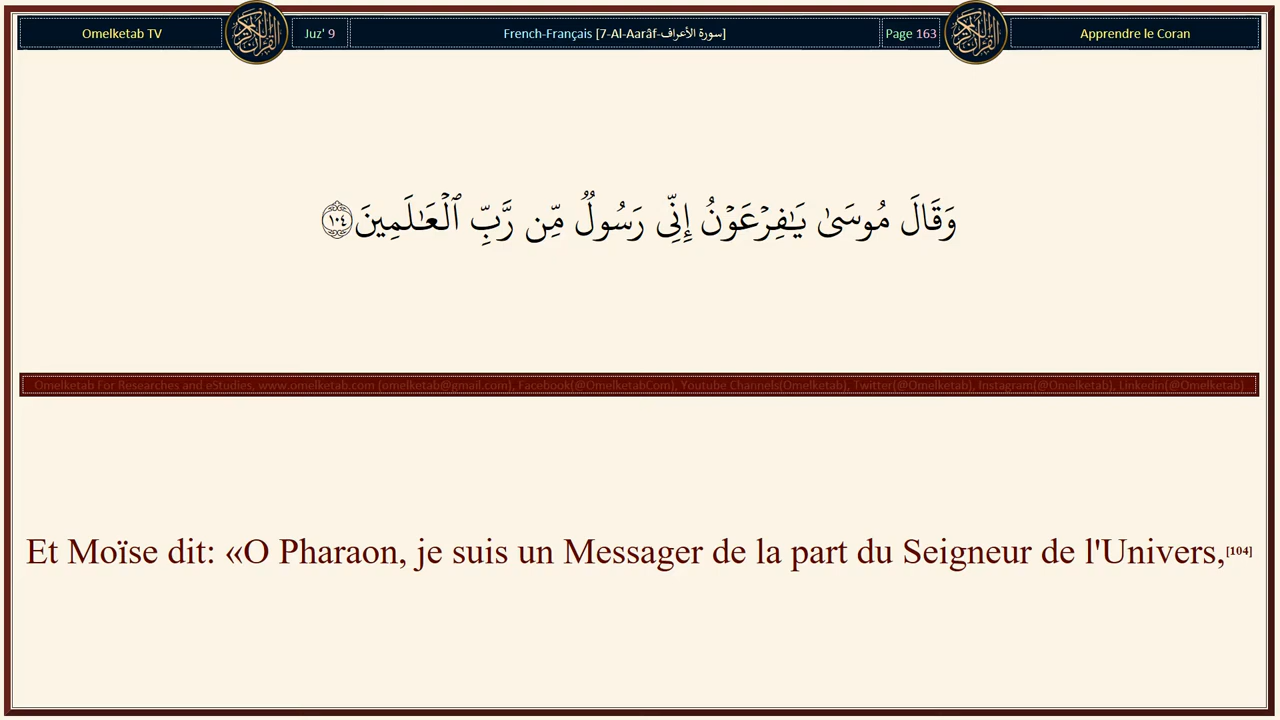 Omelketab TV
Juz' 9
French-Français [7-Al-Aarâf-سورة الأعراف]
Page 163
Apprendre le Coran
وَقَالَ مُوسَىٰ يَـٰفِرۡعَوۡنُ إِنِّي رَسُولٌ مِّن رَّبِّ ٱلۡعَـٰلَمِينَ ١٠٤
Omelketab For Researches and eStudies, www.omelketab.com (omelketab@gmail.com), Facebook(@OmelketabCom), Youtube Channels(Omelketab), Twitter(@Omelketab), Instagram(@Omelketab), Linkedin(@Omelketab)
Et Moïse dit: «O Pharaon, je suis un Messager de la part du Seigneur de l'Univers,[104]